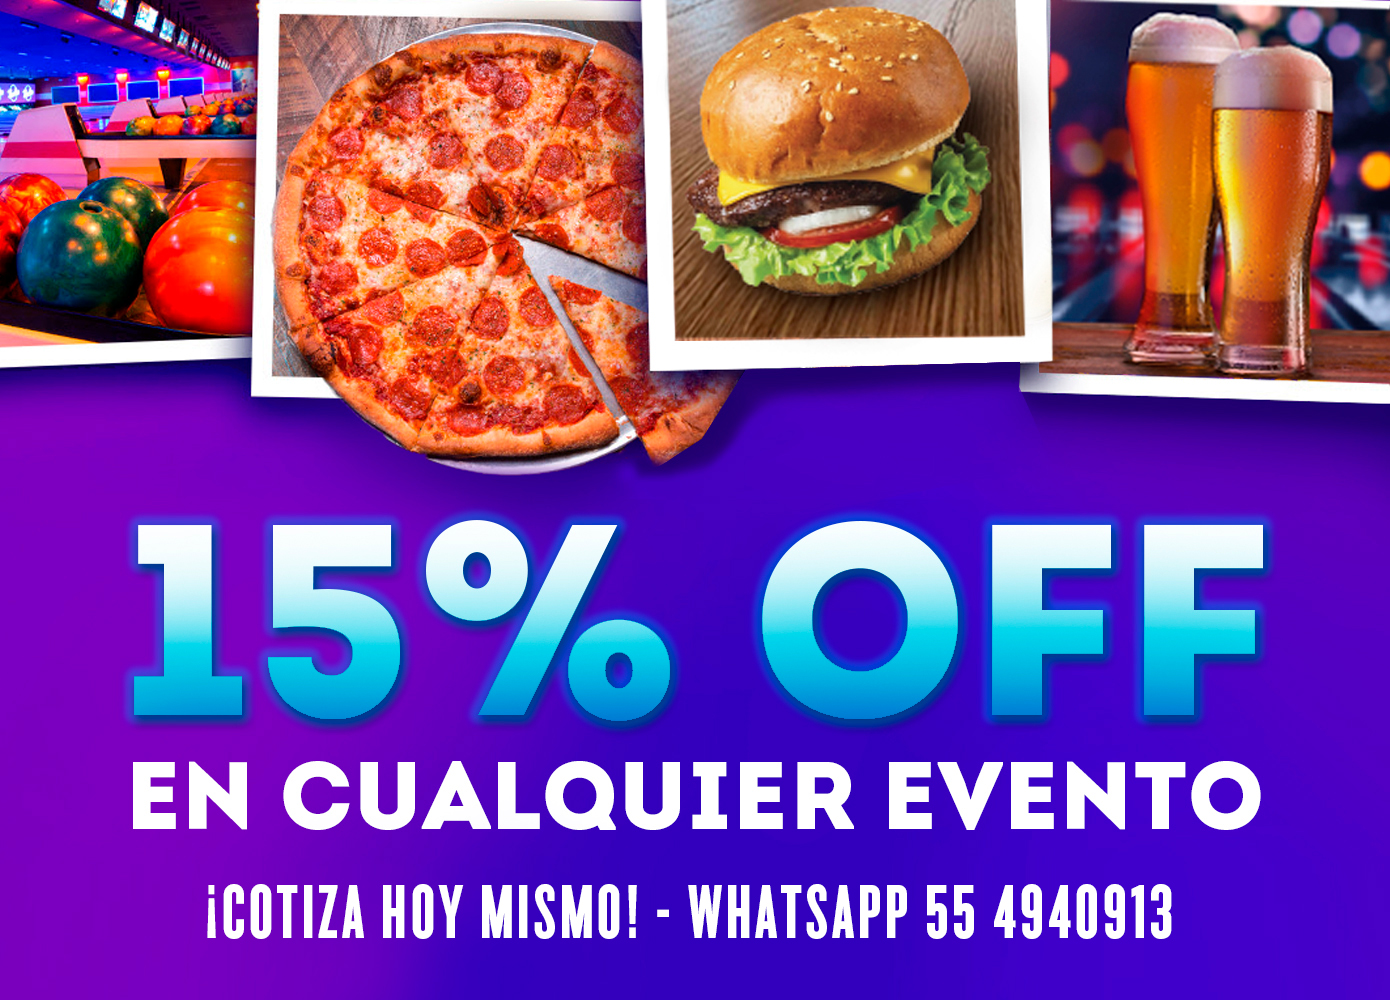 15% OFF
EN CUALQUIER EVENTO
¡COTIZA HOY MISMO! - WHATSAPP 55 4940913